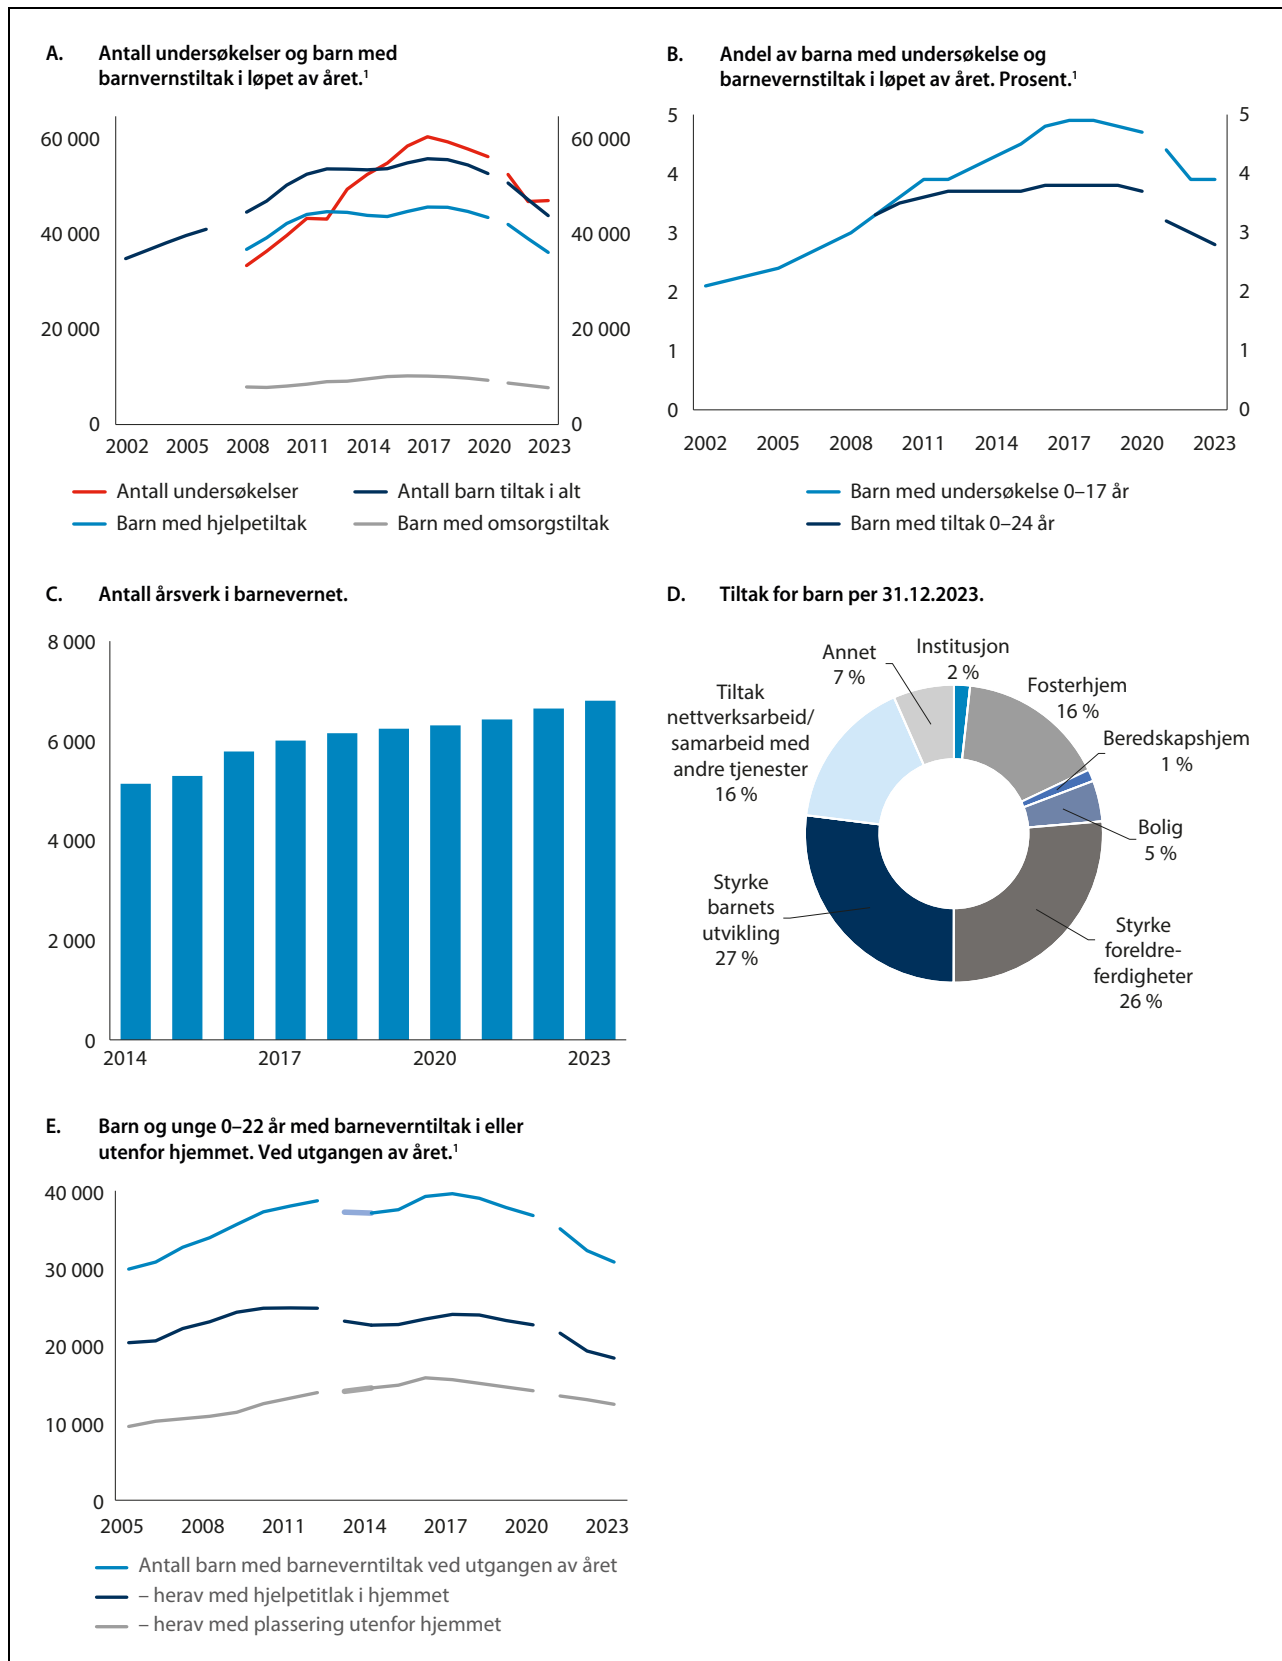 A. Antall undersøkelser og barn med
barnvernstiltak i løpet av året.¹
60 000
40 000
20 000
0
60 000
40 000
20 000
0
2002 2005 2008 2011 2014 2017 2020 2023
Antall undersøkelser
Antall barn tiltak i alt
Barn med hjelpetiltak
Barn med omsorgstiltak
B. Andel av barna med undersøkelse og
barnevernstiltak i løpet av året. Prosent.¹
5
4
3
2
1
0
5
4
3
2
1
0
2002 2005 2008 2011 2014 2017 2020 2023
Barn med undersøkelse 0–17 år
Barn med tiltak 0–24 år
C. Antall årsverk i barnevernet.
8 000
6 000
4 000
2 000
0
2014 2017 2020 2023
D. Tiltak for barn per 31.12.2023.
Institusjon
2 %
Fosterhjem
16 %
Beredskapshjem
1 %
Bolig
5 %
Styrke
foreldre-
ferdigheter
26 %
Styrke
barnets
utvikling
27 %
Tiltak
nettverksarbeid/
samarbeid med
andre tjenester
16 %
Annet
7 %
E. Barn og unge 0–22 år med barneverntiltak i eller
utenfor hjemmet. Ved utgangen av året.¹
40 000
30 000
20 000
10 000
0
2005 2008 2011 2014 2017 2020 2023
Antall barn med barneverntiltak ved utgangen av året
– herav med hjelpetitlak i hjemmet
– herav med plassering utenfor hjemmet